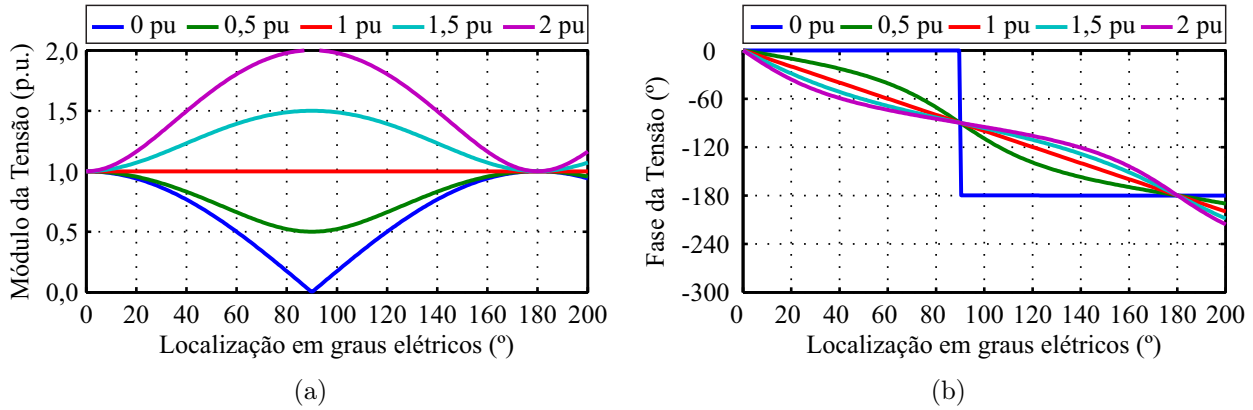 0 pu 0,5 pu 1 pu 1,5 pu 2 pu
Módulo da Tensão (p.u.)
2,0
1,5
1,0
0,5
0,0
0 20 40 60 80 100 120 140 160 180 200
Localização em graus elétricos (º)
(a)
0 pu 0,5 pu 1 pu 1,5 pu 2 pu
Fase da Tensão (º)
0
-60
-120
-180
-240
-300
0 20 40 60 80 100 120 140 160 180 200
Localização em graus elétricos (º)
(b)